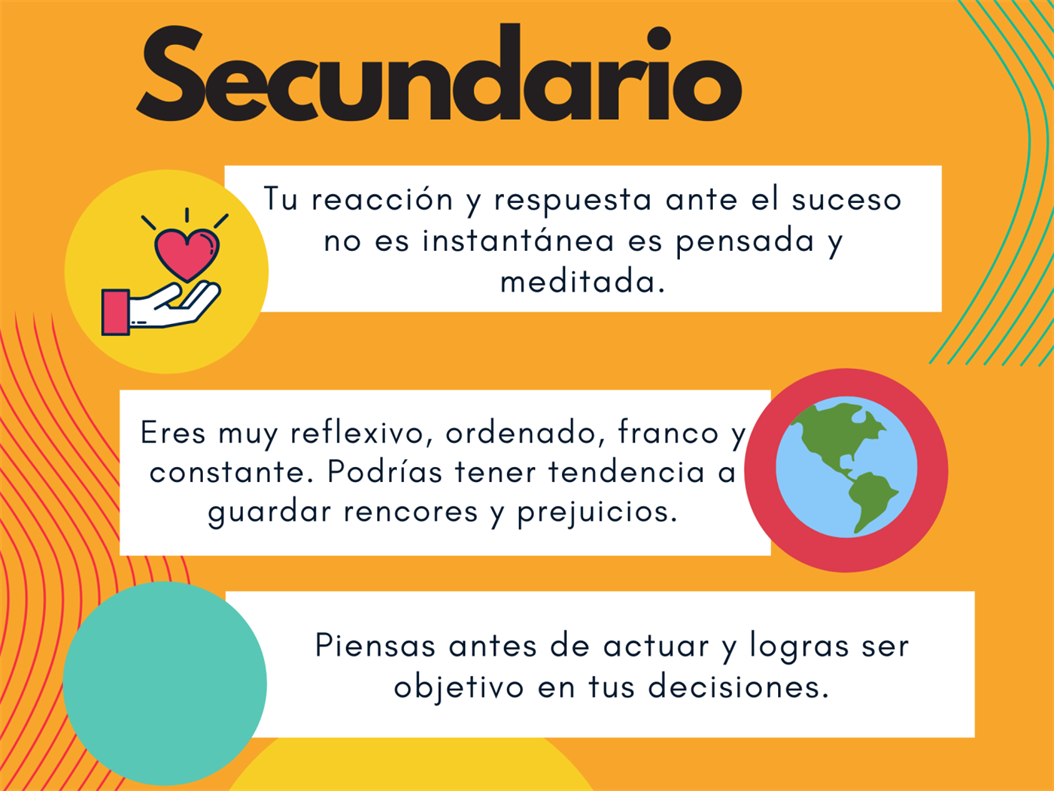 Secundario
Tu reacción y respuesta ante el suceso
no es instantánea es pensada y
meditada.
Eres muy reflexivo, ordenado, franco y
constante. Podrías tener tendencia a
guardar rencores y prejuicios.
Piensas antes de actuar y logras ser
objetivo en tus decisiones.